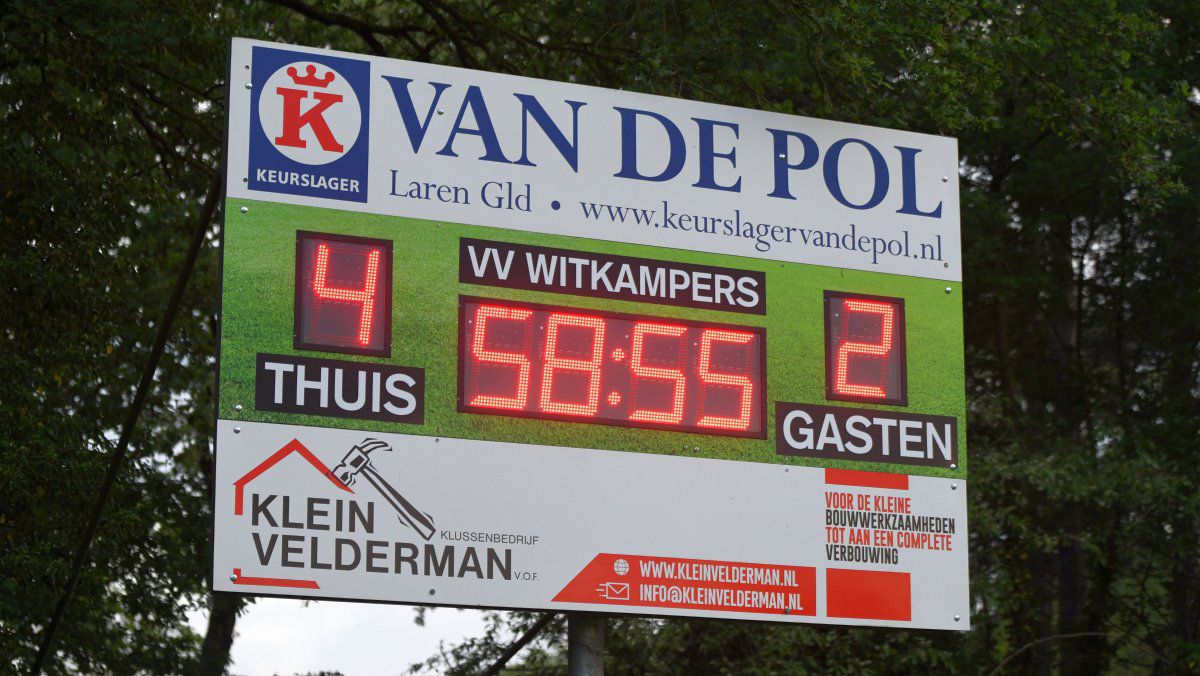 K
KEURSLAGER
VAN DE POL
Laren Gld • www.keurslagervandepol.nl
VV WITKAMPERS
4
58:55
2
THUIS
GASTEN
KLEIN
VELDERMAN
KLUSSENBEDRIJF
V.O.F.
VOOR DE KLEINE
BOUWWERKZAAMHEDEN
TOT AAN EEN COMPLETE
VERBOUWING
WWW.KLEINVELDERMAN.NL
INFO@KLEINVELDERMAN.NL